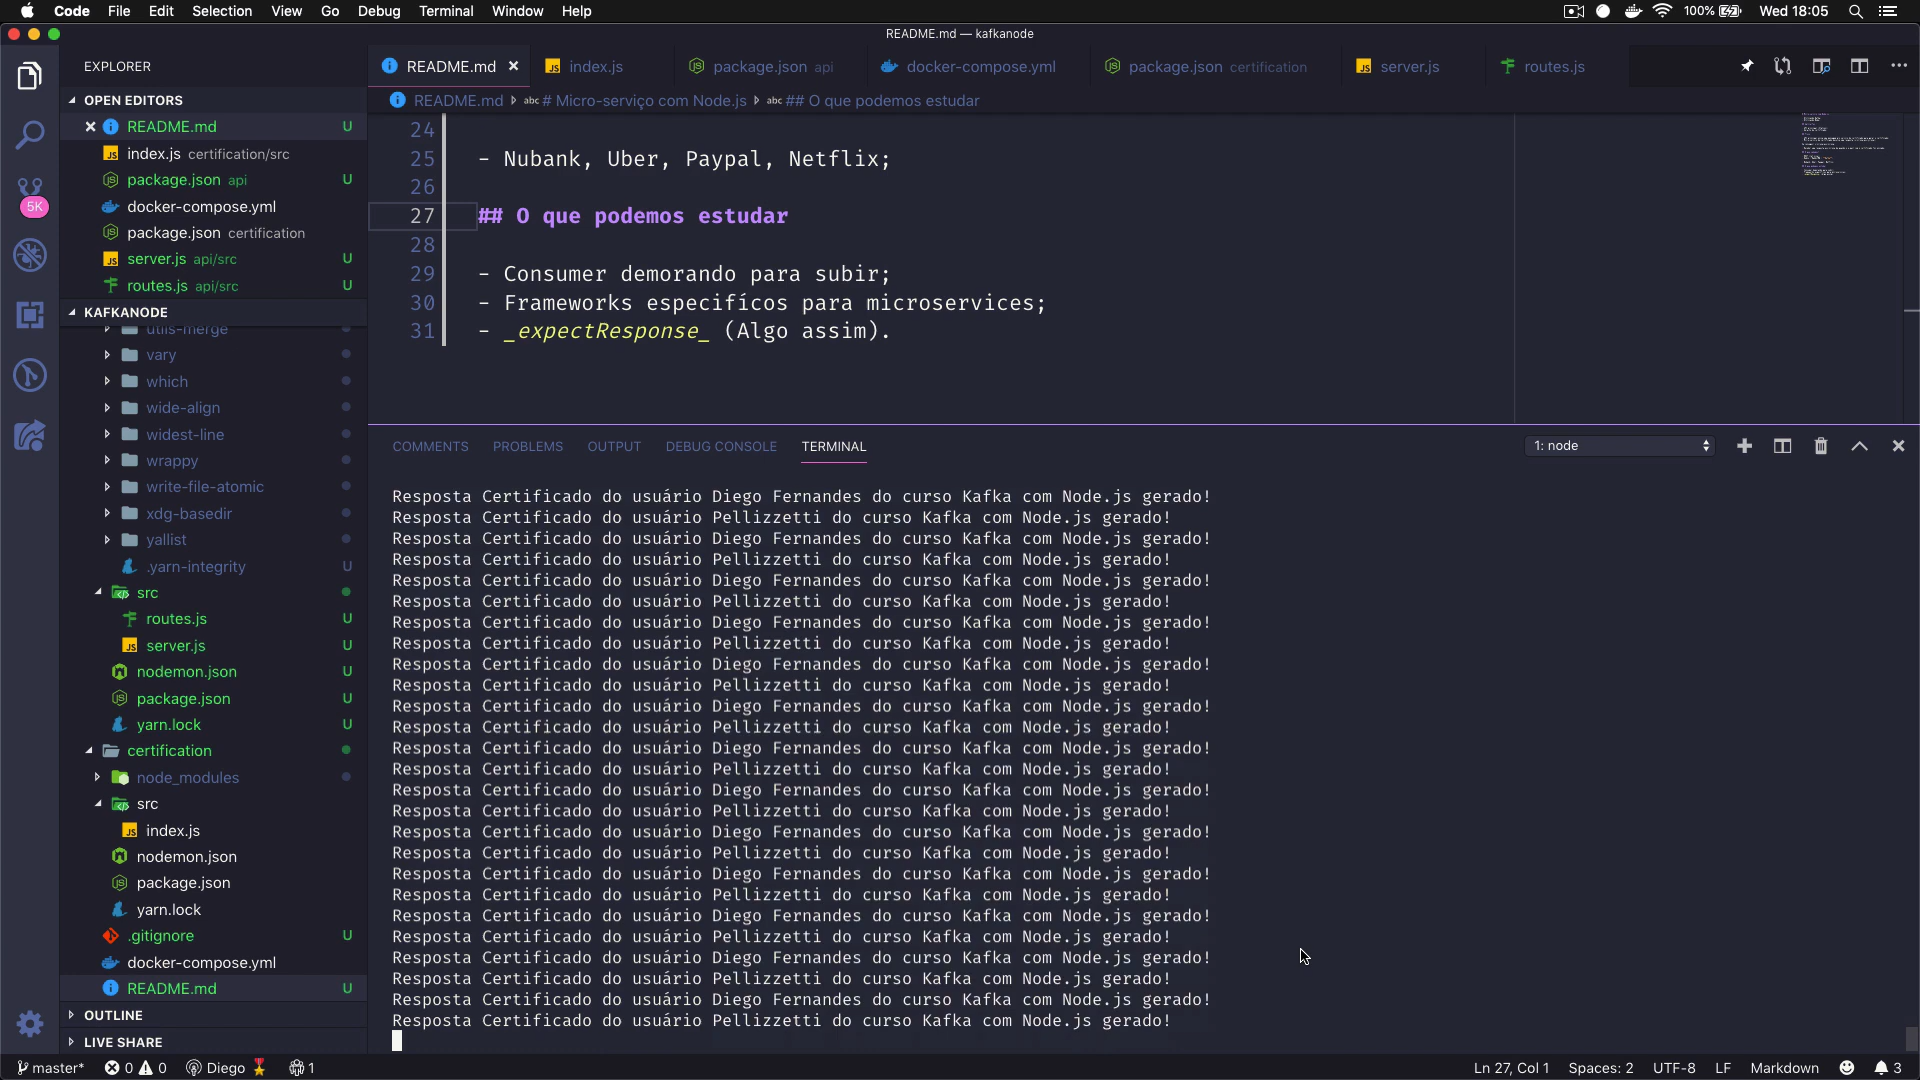 Code File Edit Selection View Go Debug Terminal Window Help 100% Wed 18:05
README.md — kafkanode
EXPLORER
OPEN EDITORS
README.md U
index.js certification/src
package.json api U
docker-compose.yml
package.json certification
server.js api/src U
routes.js api/src U
KAFKANODE
utils-merge
vary
which
wide-align
widest-line
wrappy
write-file-atomic
xdg-basedir
yallist
.yarn-integrity U
src
routes.js U
server.js U
nodemon.json U
package.json U
yarn.lock U
certification
node_modules
src
index.js
nodemon.json
package.json
yarn.lock
.gitignore U
docker-compose.yml
README.md U
OUTLINE
LIVE SHARE
5K
README.md index.js package.json api docker-compose.yml package.json certification server.js routes.js
README.md abc # Micro-serviço com Node.js abc ## O que podemos estudar
24
25 - Nubank, Uber, Paypal, Netflix;
26
27 ## O que podemos estudar
28
29 - Consumer demorando para subir;
30 - Frameworks especifícos para microservices;
31 - _expectResponse_ (Algo assim).
COMMENTS PROBLEMS OUTPUT DEBUG CONSOLE TERMINAL 1: node
Resposta Certificado do usuário Diego Fernandes do curso Kafka com Node.js gerado!
Resposta Certificado do usuário Pellizzetti do curso Kafka com Node.js gerado!
Resposta Certificado do usuário Diego Fernandes do curso Kafka com Node.js gerado!
Resposta Certificado do usuário Pellizzetti do curso Kafka com Node.js gerado!
Resposta Certificado do usuário Diego Fernandes do curso Kafka com Node.js gerado!
Resposta Certificado do usuário Pellizzetti do curso Kafka com Node.js gerado!
Resposta Certificado do usuário Diego Fernandes do curso Kafka com Node.js gerado!
Resposta Certificado do usuário Pellizzetti do curso Kafka com Node.js gerado!
Resposta Certificado do usuário Diego Fernandes do curso Kafka com Node.js gerado!
Resposta Certificado do usuário Pellizzetti do curso Kafka com Node.js gerado!
Resposta Certificado do usuário Diego Fernandes do curso Kafka com Node.js gerado!
Resposta Certificado do usuário Pellizzetti do curso Kafka com Node.js gerado!
Resposta Certificado do usuário Diego Fernandes do curso Kafka com Node.js gerado!
Resposta Certificado do usuário Pellizzetti do curso Kafka com Node.js gerado!
Resposta Certificado do usuário Diego Fernandes do curso Kafka com Node.js gerado!
Resposta Certificado do usuário Pellizzetti do curso Kafka com Node.js gerado!
Resposta Certificado do usuário Diego Fernandes do curso Kafka com Node.js gerado!
Resposta Certificado do usuário Pellizzetti do curso Kafka com Node.js gerado!
Resposta Certificado do usuário Diego Fernandes do curso Kafka com Node.js gerado!
Resposta Certificado do usuário Pellizzetti do curso Kafka com Node.js gerado!
Resposta Certificado do usuário Diego Fernandes do curso Kafka com Node.js gerado!
Resposta Certificado do usuário Pellizzetti do curso Kafka com Node.js gerado!
Resposta Certificado do usuário Diego Fernandes do curso Kafka com Node.js gerado!
Resposta Certificado do usuário Pellizzetti do curso Kafka com Node.js gerado!
Resposta Certificado do usuário Diego Fernandes do curso Kafka com Node.js gerado!
Resposta Certificado do usuário Pellizzetti do curso Kafka com Node.js gerado!
master* 0 0 Diego 1 Ln 27, Col 1 Spaces: 2 UTF-8 LF Markdown 3